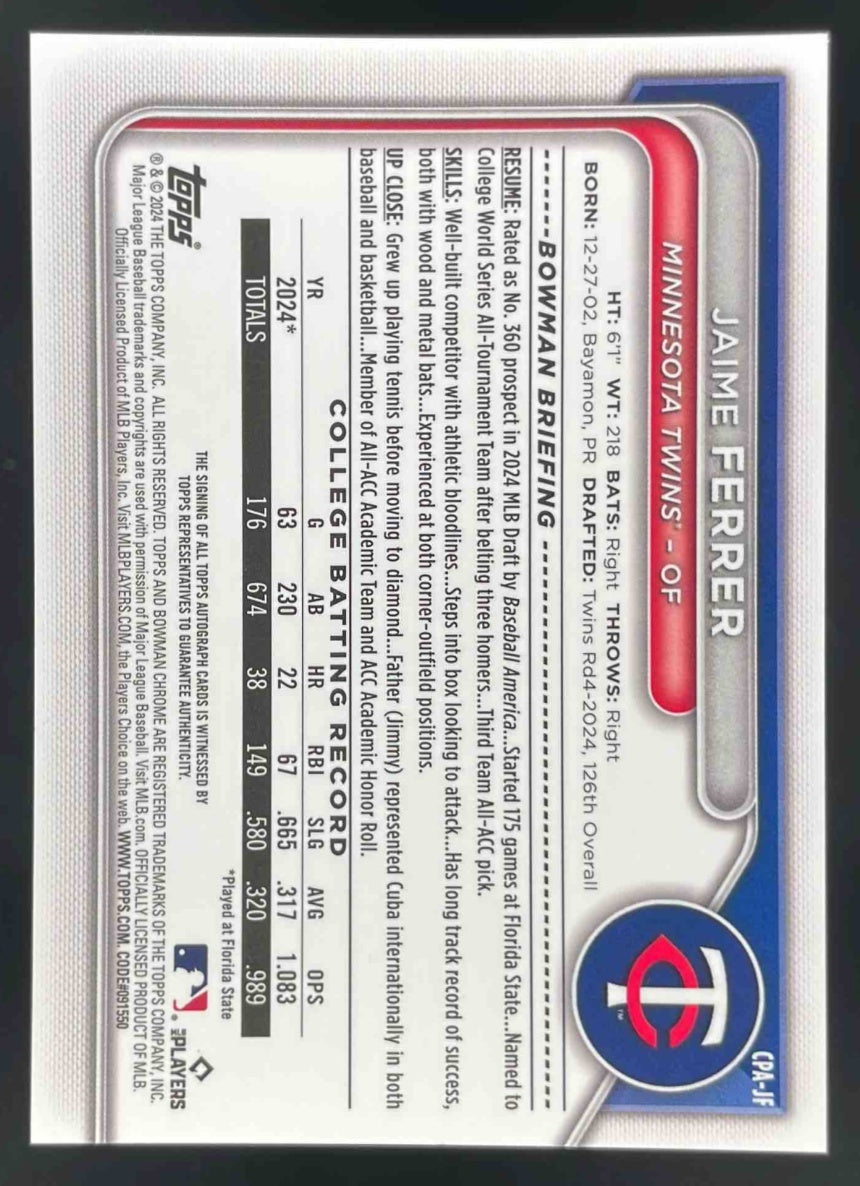 CPA-JF
JAIME FERRER
MINNESOTA TWINS® - OF
TC™
HT: 6'1" WT: 218 BATS: Right THROWS: Right
BORN: 12-27-02, Bayamon, PR DRAFTED: Twins Rd4-2024, 126th Overall
BOWMAN BRIEFING
RESUME: Rated as No. 360 prospect in 2024 MLB Draft by Baseball America...Started 175 games at Florida State...Named to
College World Series All-Tournament Team after belting three homers...Third Team All-ACC pick.
SKILLS: Well-built competitor with athletic bloodlines...Steps into box looking to attack...Has long track record of success,
both with wood and metal bats...Experienced at both corner-outfield positions.
UP CLOSE: Grew up playing tennis before moving to diamond...Father (Jimmy) represented Cuba internationally in both
baseball and basketball...Member of All-ACC Academic Team and ACC Academic Honor Roll.
COLLEGE BATTING RECORD
YR G AB HR RBI SLG AVG OPS
2024* 63 230 22 67 .665 .317 1.083
TOTALS 176 674 38 149 .580 .320 .989
*Played at Florida State
topps®
THE SIGNING OF ALL TOPPS AUTOGRAPH CARDS IS WITNESSED BY
TOPPS REPRESENTATIVES TO GUARANTEE AUTHENTICITY.
MLB PLAYERS
® & © 2024 THE TOPPS COMPANY, INC. ALL RIGHTS RESERVED. TOPPS AND BOWMAN CHROME ARE REGISTERED TRADEMARKS OF THE TOPPS COMPANY, INC.
Major League Baseball trademarks and copyrights are used with permission of Major League Baseball. Visit MLB.com. OFFICIALLY LICENSED PRODUCT OF MLB.
Officially Licensed Product of MLB Players, Inc. Visit MLBPLAYERS.COM, the Players Choice on the web. WWW.TOPPS.COM. CODE#091550